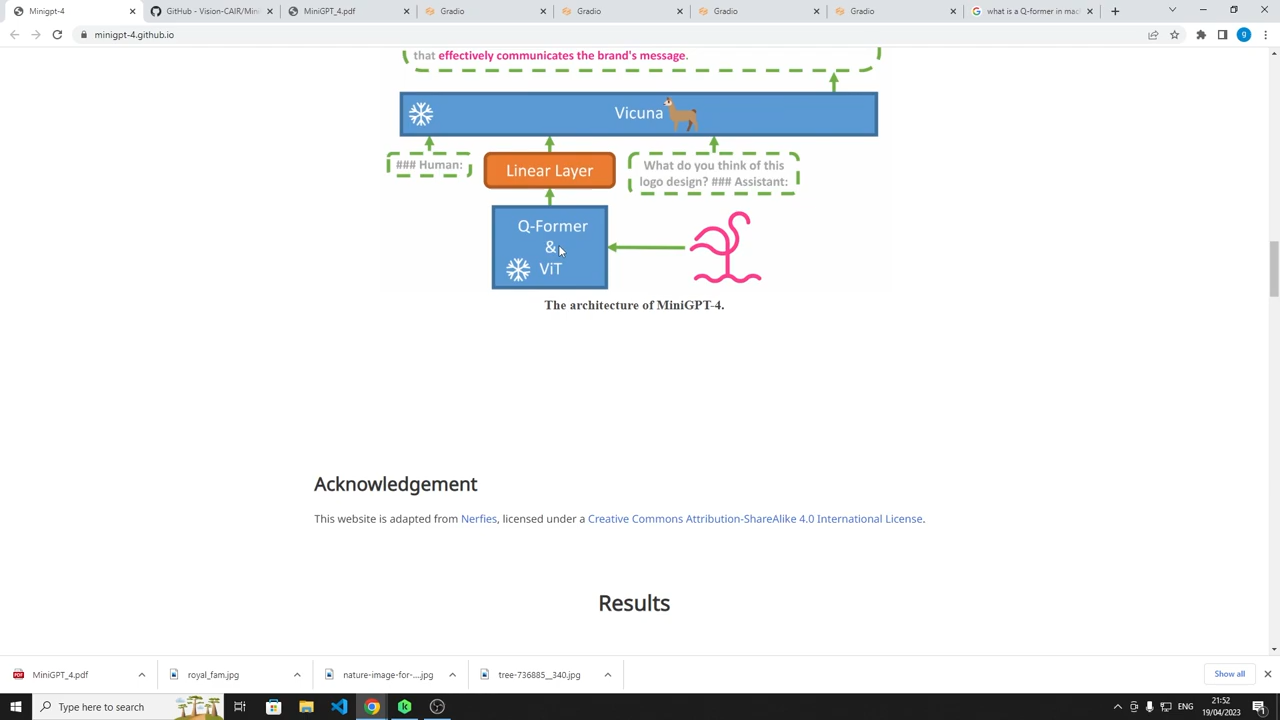 Minigpt-4
GitHub - Vision-CAIR/Mini
MiniGPT_4.pdf
Gradio
Gradio
Gradio
Gradio
what is a Q-former in mac
minigpt-4.github.io
g
that effectively communicates the brand's message.
Vicuna
### Human:
Linear Layer
What do you think of this
logo design? ### Assistant:
Q-Former
&
ViT
The architecture of MiniGPT-4.
Acknowledgement
This website is adapted from Nerfies, licensed under a Creative Commons Attribution-ShareAlike 4.0 International License.
Results
MiniGPT_4.pdf
royal_fam.jpg
nature-image-for-....jpg
tree-736885__340.jpg
Show all
Type here to search
ENG
21:52
19/04/2023